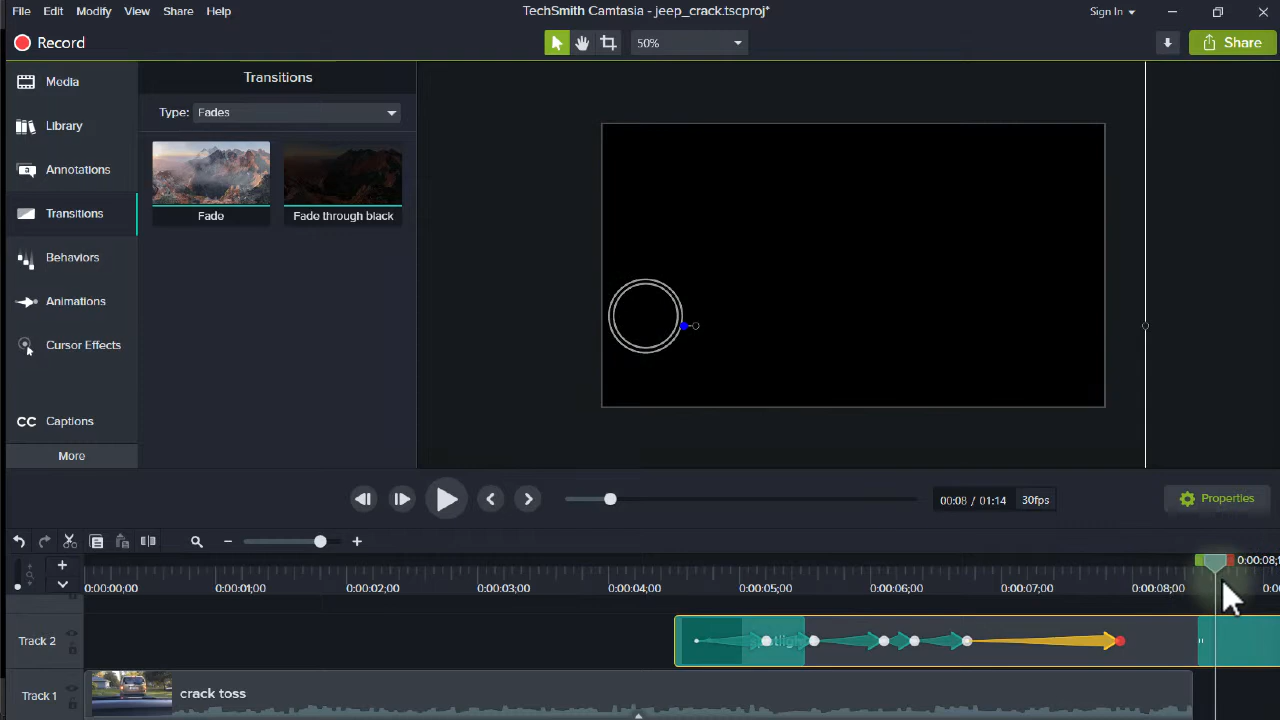 File Edit Modify View Share Help
TechSmith Camtasia - jeep_crack.tscproj*
Sign In
Record
50%
Share
Media
Library
Annotations
Transitions
Behaviors
Animations
Cursor Effects
CC Captions
More
Transitions
Type: Fades
Fade
Fade through black
00:08 / 01:14 30fps
Properties
0:00:08;1
0:00:00;00 0:00:01;00 0:00:02;00 0:00:03;00 0:00:04;00 0:00:05;00 0:00:06;00 0:00:07;00 0:00:08;00
Track 2
Track 1
crack toss